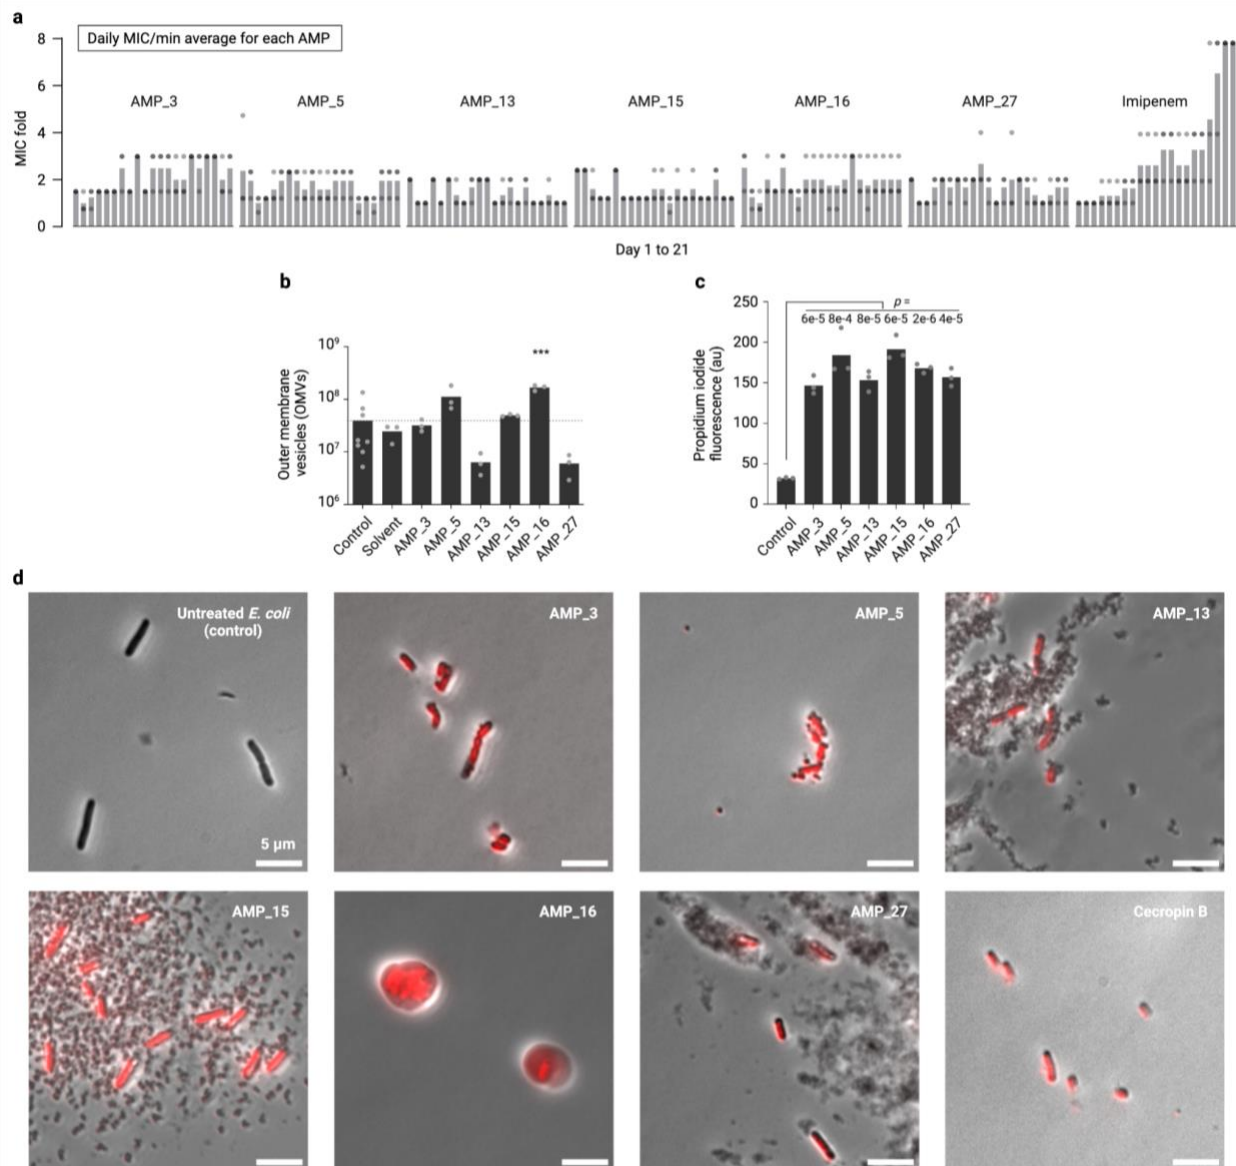 a
Daily MIC/min average for each AMP
8
6
4
2
0
MIC fold
AMP_3
AMP_5
AMP_13
AMP_15
AMP_16
AMP_27
Imipenem
Day 1 to 21
b
10⁹
10⁸
10⁷
10⁶
Outer membrane
vesicles (OMVs)
***
Control
Solvent
AMP_3
AMP_5
AMP_13
AMP_15
AMP_16
AMP_27
c
250
200
150
100
50
0
Propidium iodide
fluorescence (au)
p =
6e-5 8e-4 8e-5 6e-5 2e-6 4e-5
Control
AMP_3
AMP_5
AMP_13
AMP_15
AMP_16
AMP_27
d
Untreated E. coli
(control)
5 µm
AMP_3
AMP_5
AMP_13
AMP_15
AMP_16
AMP_27
Cecropin B